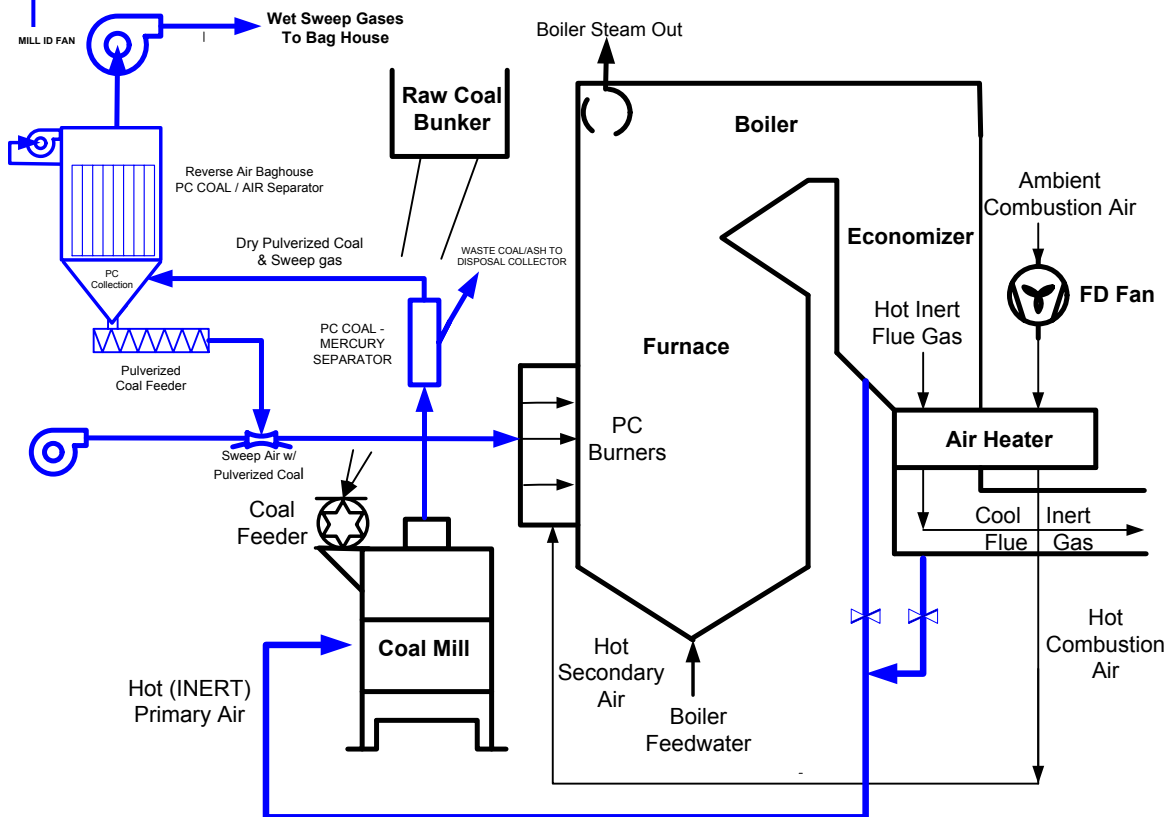 MILL ID FAN
Wet Sweep Gases
To Bag House
Boiler Steam Out
Raw Coal
Bunker
Boiler
Reverse Air Baghouse
PC COAL / AIR Separator
Ambient
Combustion Air
Economizer
Dry Pulverized Coal
& Sweep gas
WASTE COAL/ASH TO
DISPOSAL COLLECTOR
PC
Collection
FD Fan
Hot Inert
Flue Gas
PC COAL -
MERCURY
SEPARATOR
Furnace
Pulverized
Coal Feeder
PC
Burners
Air Heater
Sweep Air w/
Pulverized Coal
Coal
Feeder
Cool Inert
Flue Gas
Coal Mill
Hot
Secondary
Air
Hot
Combustion
Air
Hot (INERT)
Primary Air
Boiler
Feedwater